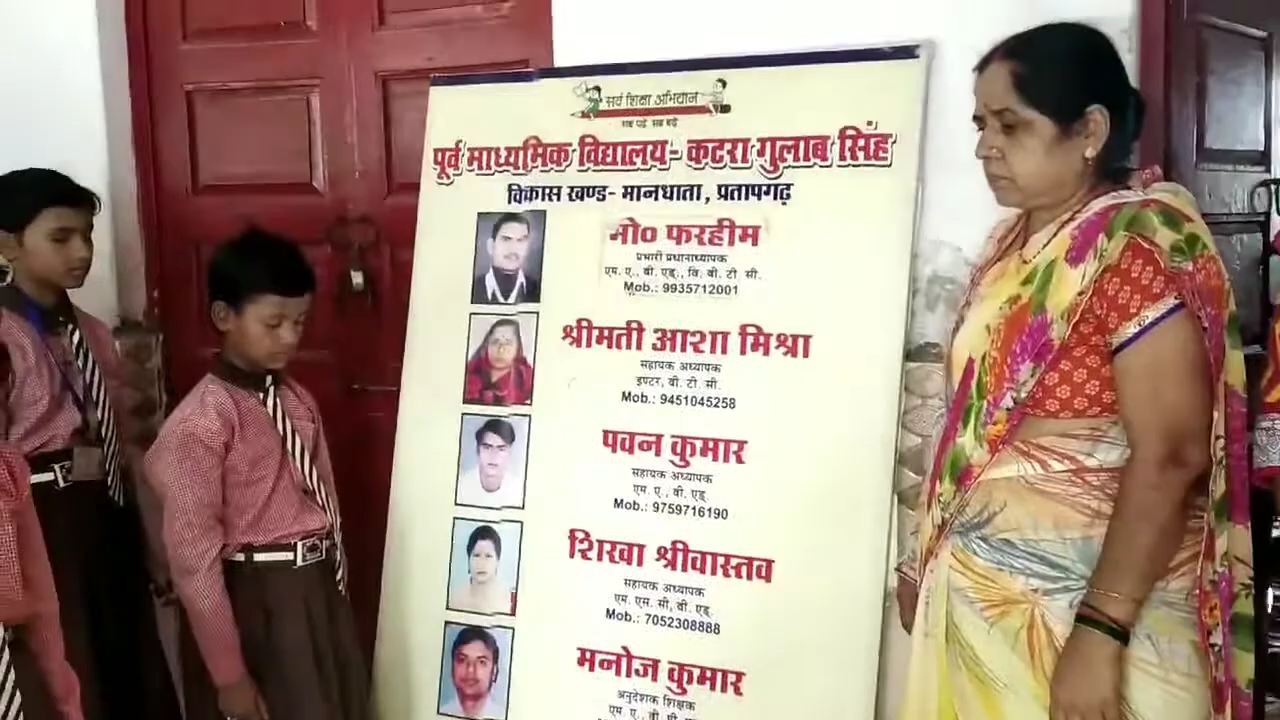 सर्व शिक्षा अभियान
सब पढ़ें सब बढ़ें
पूर्व माध्यमिक विद्यालय- कटरा गुलाब सिंह
विकास खण्ड- मानधाता, प्रतापगढ़
मो० फरहीम
प्रभारी प्रधानाध्यापक
एम. ए., बी. एड्., वि. बी. टी. सी.
Mob.: 9935712001
श्रीमती आशा मिश्रा
सहायक अध्यापक
इण्टर, बी. टी. सी.
Mob.: 9451045258
पवन कुमार
सहायक अध्यापक
एम. ए., बी. एड्
Mob.: 9759716190
शिखा श्रीवास्तव
सहायक अध्यापक
एम. एस. सी, बी. एड्
Mob.: 7052308888
मनोज कुमार
अनुदेशक शिक्षक
एम. ए.,